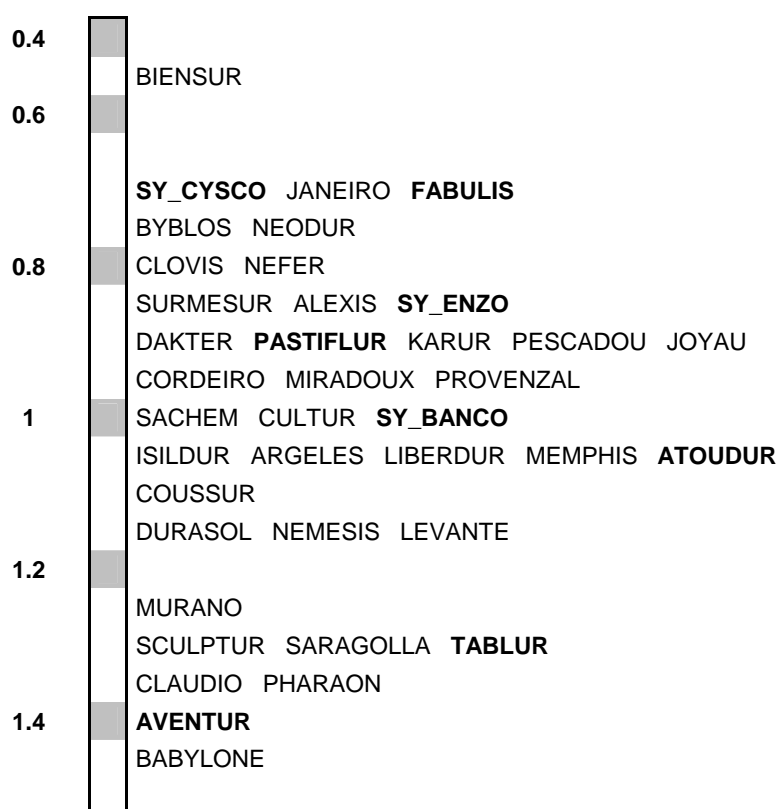 0.4
BIENSUR
0.6
SY_CYSCO JANEIRO FABULIS
BYBLOS NEODUR
0.8 CLOVIS NEFER
SURMESUR ALEXIS SY_ENZO
DAKTER PASTIFLUR KARUR PESCADOU JOYAU
CORDEIRO MIRADOUX PROVENZAL
1 SACHEM CULTUR SY_BANCO
ISILDUR ARGELES LIBERDUR MEMPHIS ATOUDUR
COUSSUR
DURASOL NEMESIS LEVANTE
1.2
MURANO
SCULPTUR SARAGOLLA TABLUR
CLAUDIO PHARAON
1.4 AVENTUR
BABYLONE